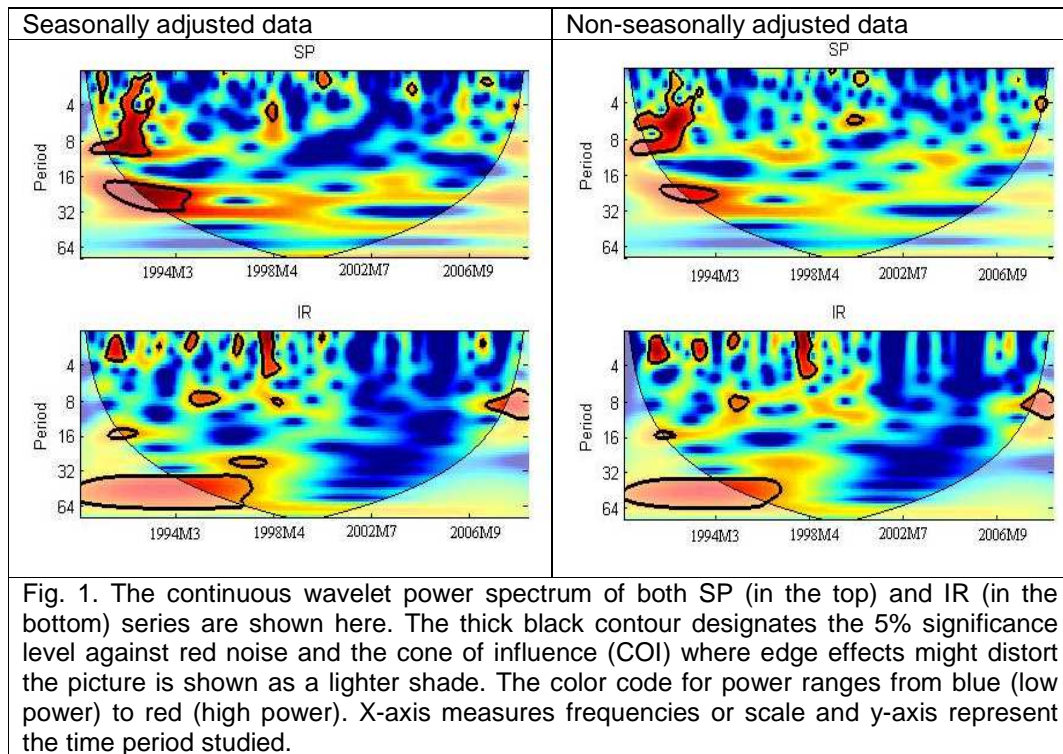 Seasonally adjusted data
Non-seasonally adjusted data
SP
Period
4
8
16
32
64
1994M3 1998M4 2002M7 2006M9
SP
Period
4
8
16
32
64
1994M3 1998M4 2002M7 2006M9
IR
Period
4
8
16
32
64
1994M3 1998M4 2002M7 2006M9
IR
Period
4
8
16
32
64
1994M3 1998M4 2002M7 2006M9
Fig. 1. The continuous wavelet power spectrum of both SP (in the top) and IR (in the
bottom) series are shown here. The thick black contour designates the 5% significance
level against red noise and the cone of influence (COI) where edge effects might distort
the picture is shown as a lighter shade. The color code for power ranges from blue (low
power) to red (high power). X-axis measures frequencies or scale and y-axis represent
the time period studied.